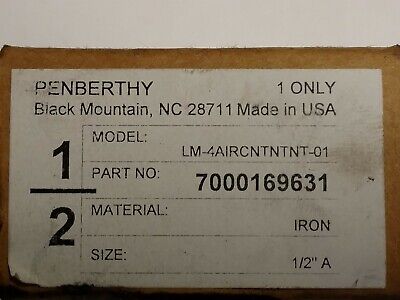 PENBERTHY 1 ONLY
Black Mountain, NC 28711 Made in USA
1/2
MODEL: LM-4AIRCNTNTNT-01
PART NO: 7000169631
MATERIAL: IRON
SIZE: 1/2" A